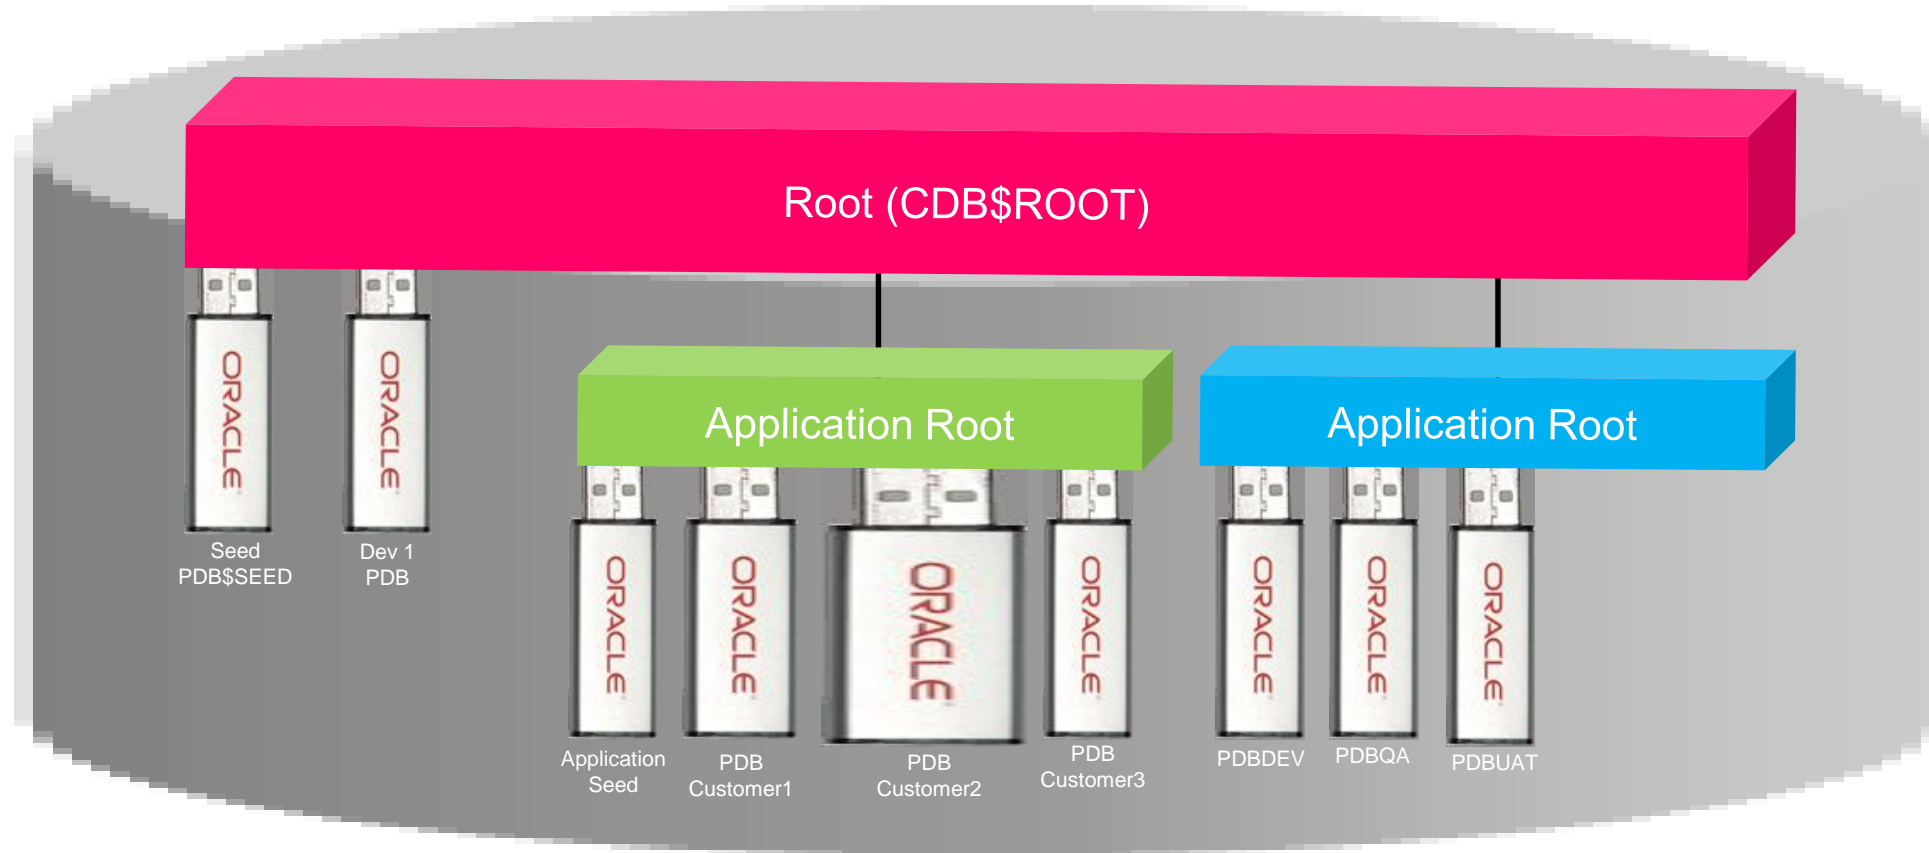 Root (CDB$ROOT)
ORACLE
ORACLE
Seed
PDB$SEED
Dev 1
PDB
Application Root
Application Root
ORACLE
ORACLE
ORACLE
ORACLE
ORACLE
ORACLE
ORACLE
Application
Seed
PDB
Customer1
PDB
Customer2
PDB
Customer3
PDBDEV
PDBQA
PDBUAT